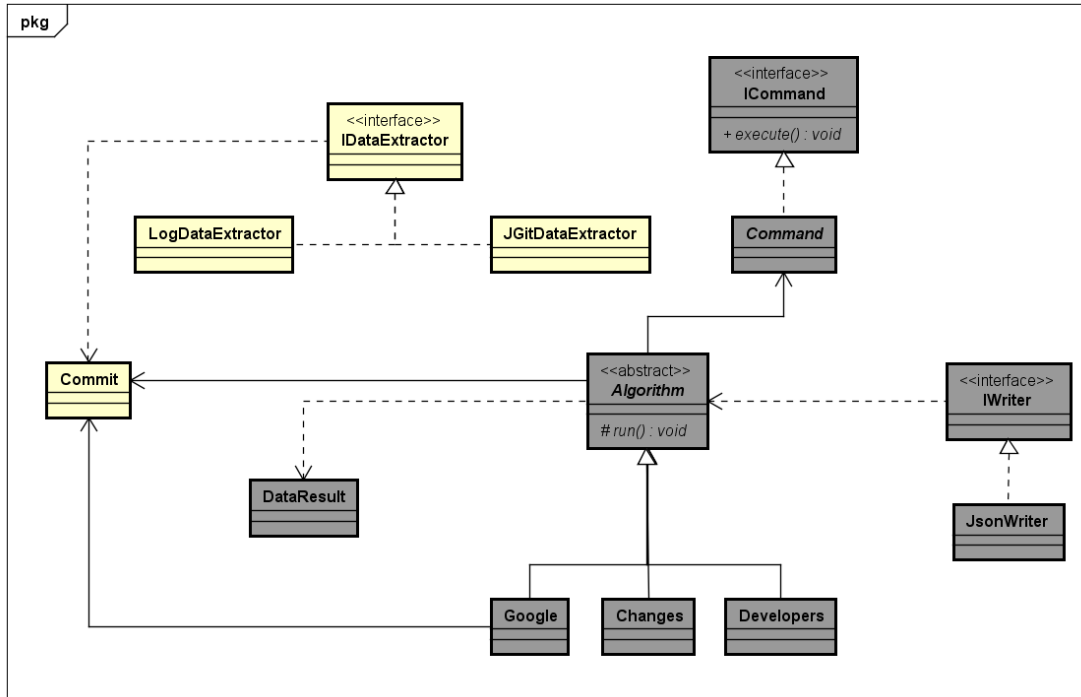 pkg
<<interface>>
ICommand
+ execute() : void
<<interface>>
IDataExtractor
LogDataExtractor
JGitDataExtractor
Command
Commit
<<abstract>>
Algorithm
# run() : void
<<interface>>
IWriter
DataResult
JsonWriter
Google
Changes
Developers